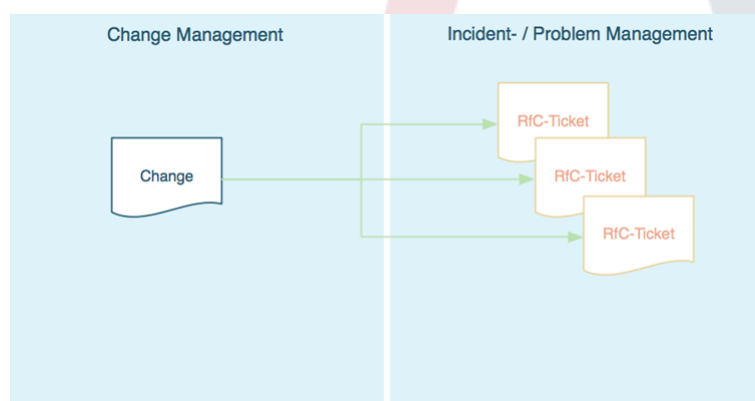 Change Management
Incident- / Problem Management
RfC-Ticket
Change
RfC-Ticket
RfC-Ticket